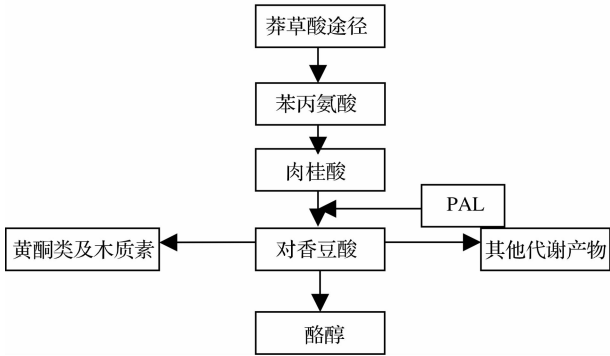 莽草酸途径
苯丙氨酸
肉桂酸
PAL
黄酮类及木质素
对香豆酸
其他代谢产物
酪醇